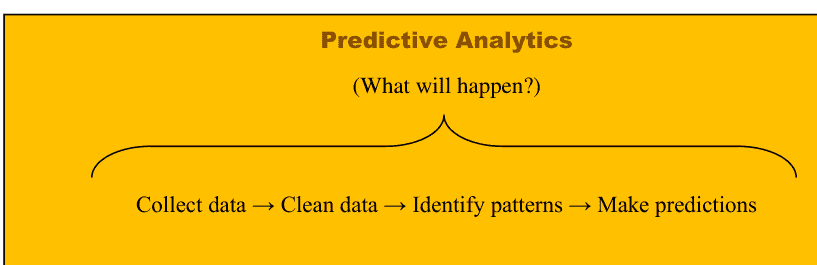 Predictive Analytics
(What will happen?)
Collect data → Clean data → Identify patterns → Make predictions